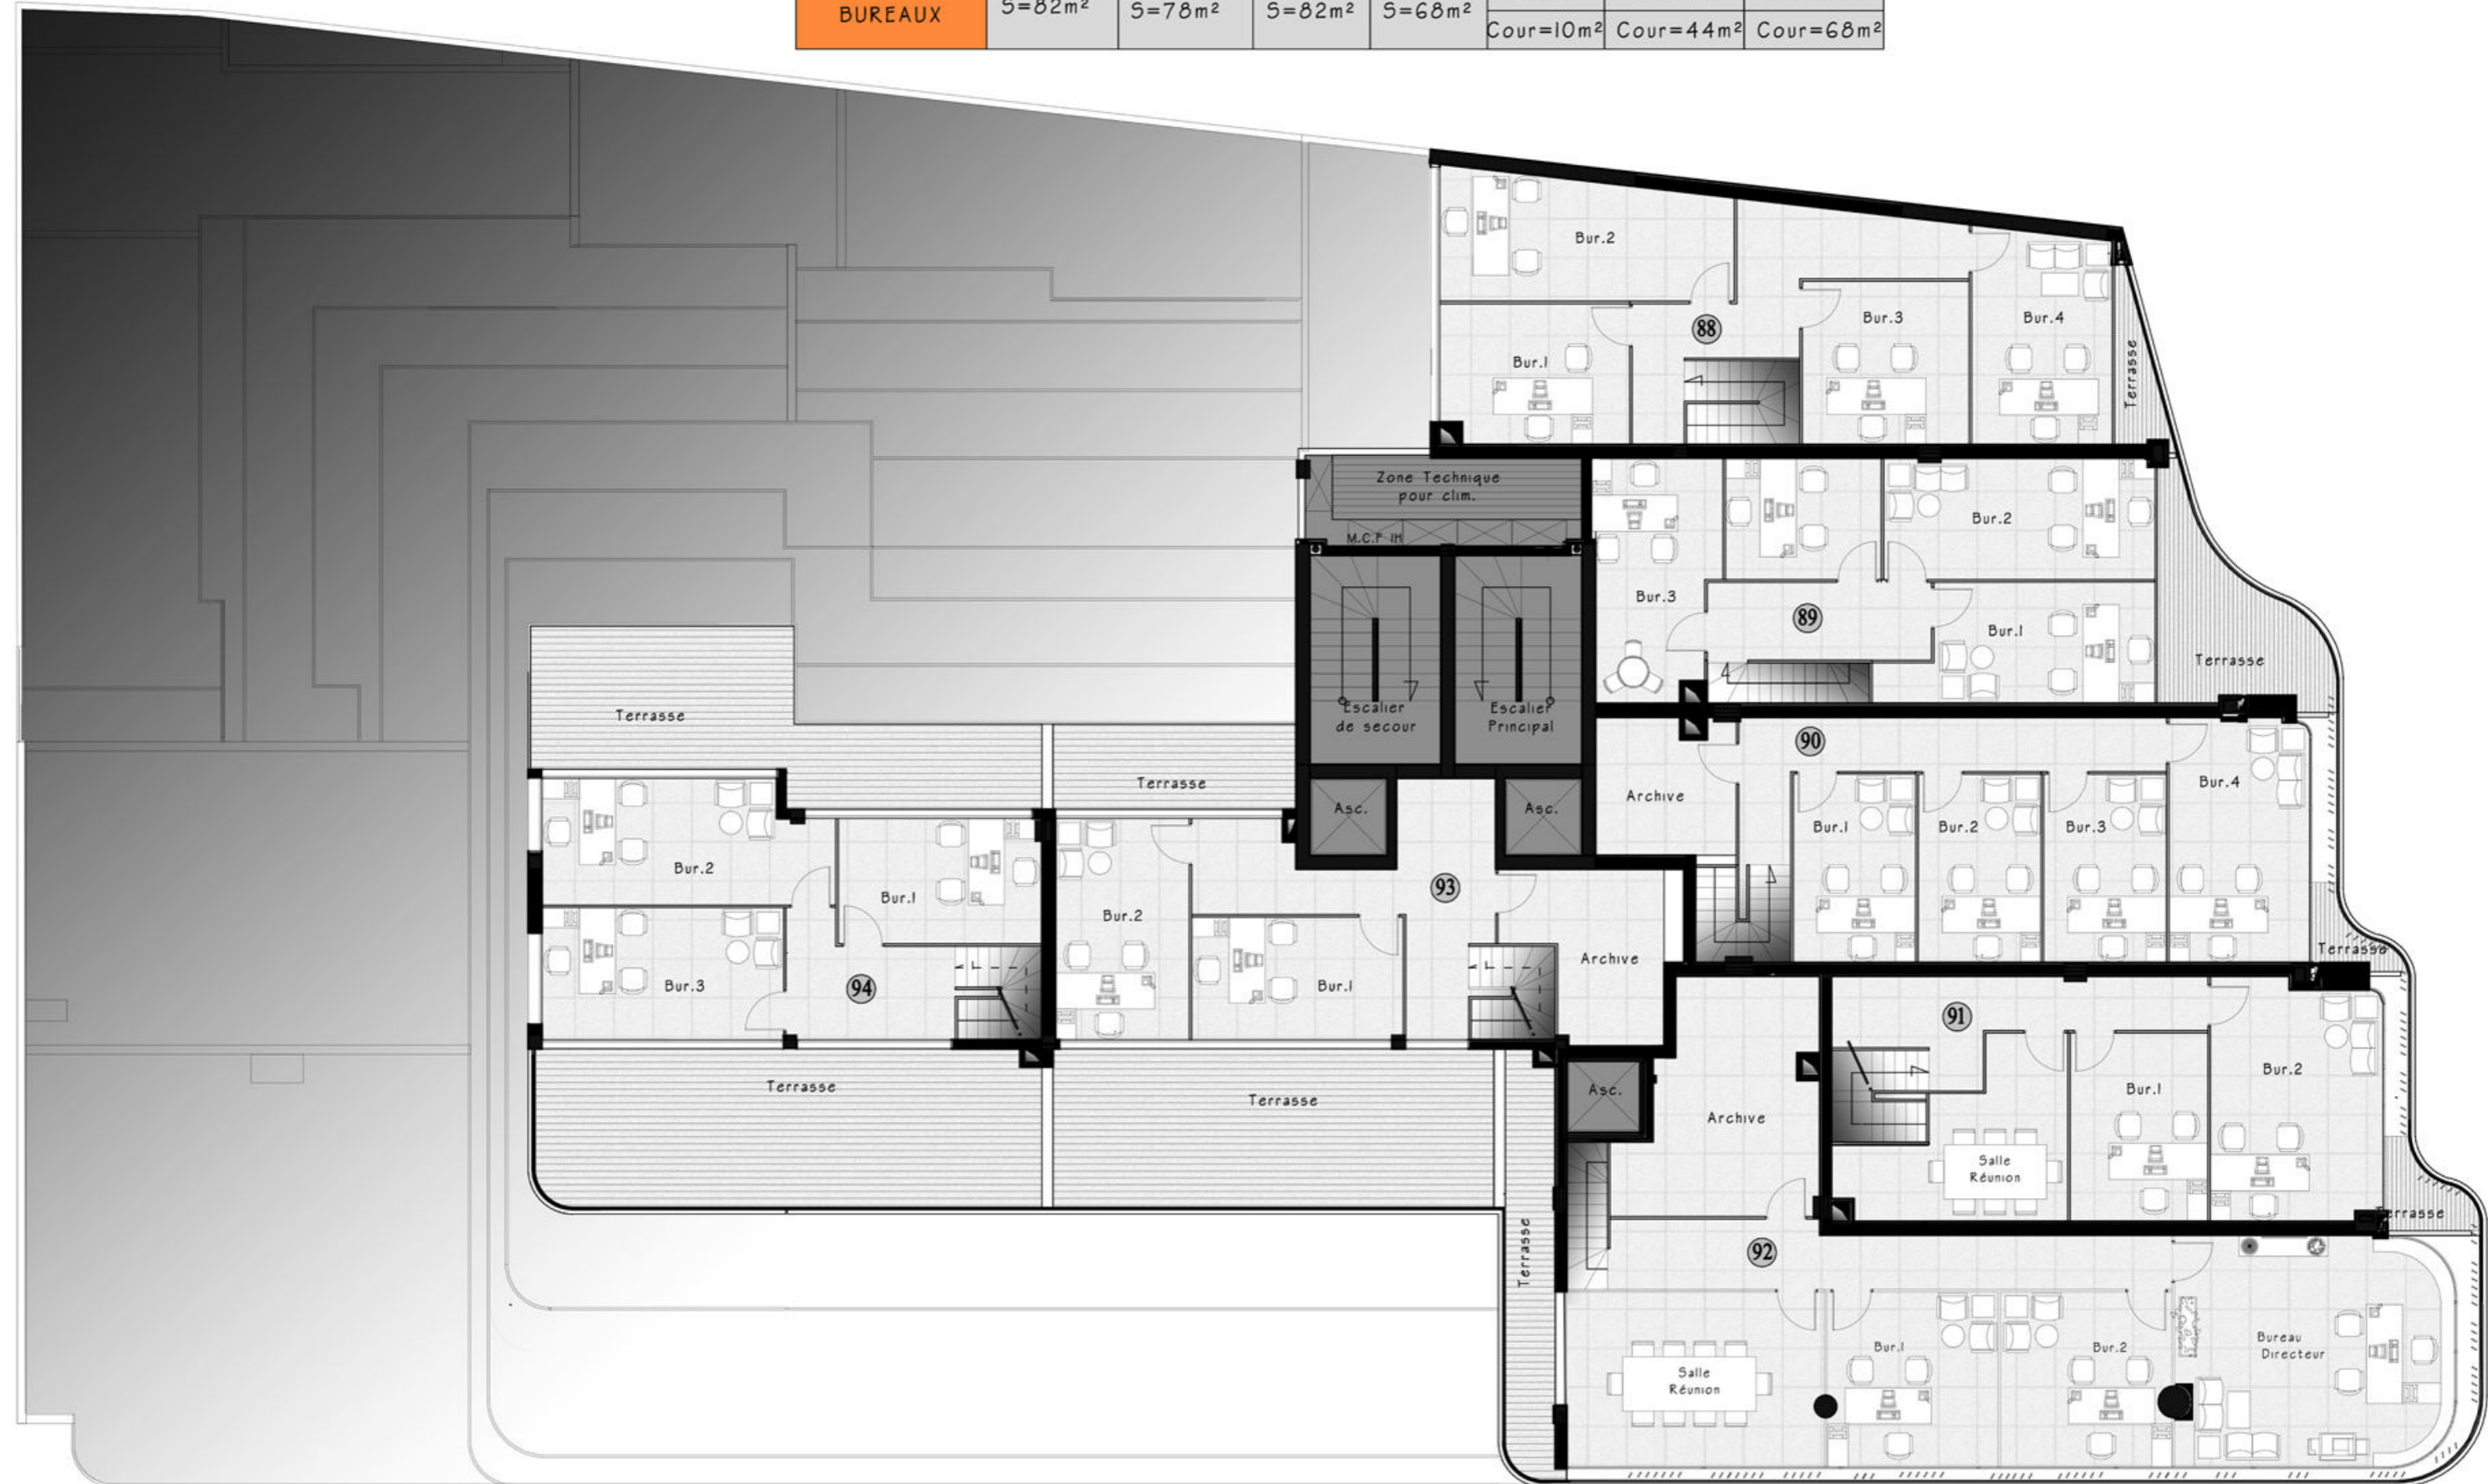 BUREAUX
S=82m²
S=78m²
S=82m²
S=68m²
Cour=10m²
Cour=44m²
Cour=68m²
Bur.2
88
Bur.3
Bur.4
Bur.1
Terrasse
Zone Technique
pour clim.
M.C.F IH
Bur.2
Bur.3
89
Bur.1
Terrasse
Escalier
de secour
Escalier
Principal
Terrasse
90
Terrasse
Archive
Bur.4
Asc.
Asc.
Bur.1
Bur.2
Bur.3
Bur.2
Bur.1
93
Bur.2
Terrasse
Archive
Bur.3
94
Bur.1
91
Terrasse
Terrasse
Asc.
Archive
Bur.1
Bur.2
Salle
Réunion
Terrasse
Terrasse
92
Bur.1
Bur.2
Bureau
Directeur
Salle
Réunion